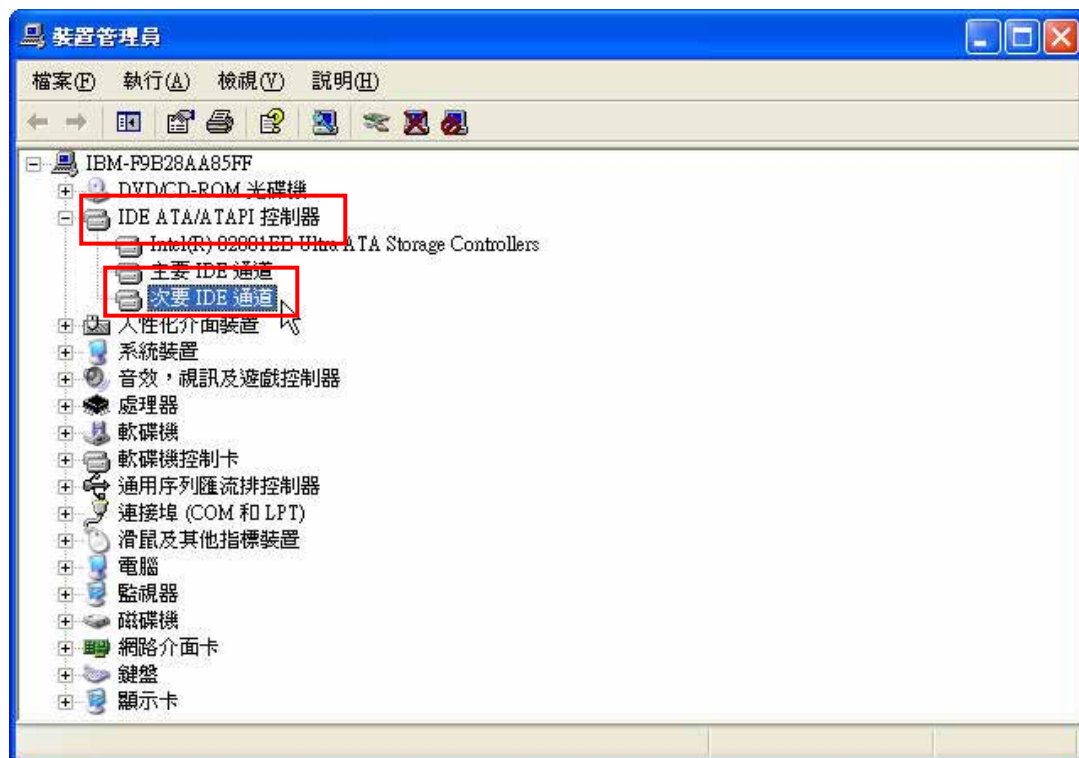 裝置管理員
檔案(F) 執行(A) 檢視(V) 說明(H)
IBM-F9B28AA85FF
DVD/CD-ROM 光碟機
IDE ATA/ATAPI 控制器
Intel(R) 82801EB Ultra ATA Storage Controllers
主要 IDE 通道
次要 IDE 通道
人性化介面裝置
系統裝置
音效，視訊及遊戲控制器
處理器
軟碟機
軟碟機控制卡
通用序列匯流排控制器
連接埠 (COM 和 LPT)
滑鼠及其他指標裝置
電腦
監視器
磁碟機
網路介面卡
鍵盤
顯示卡